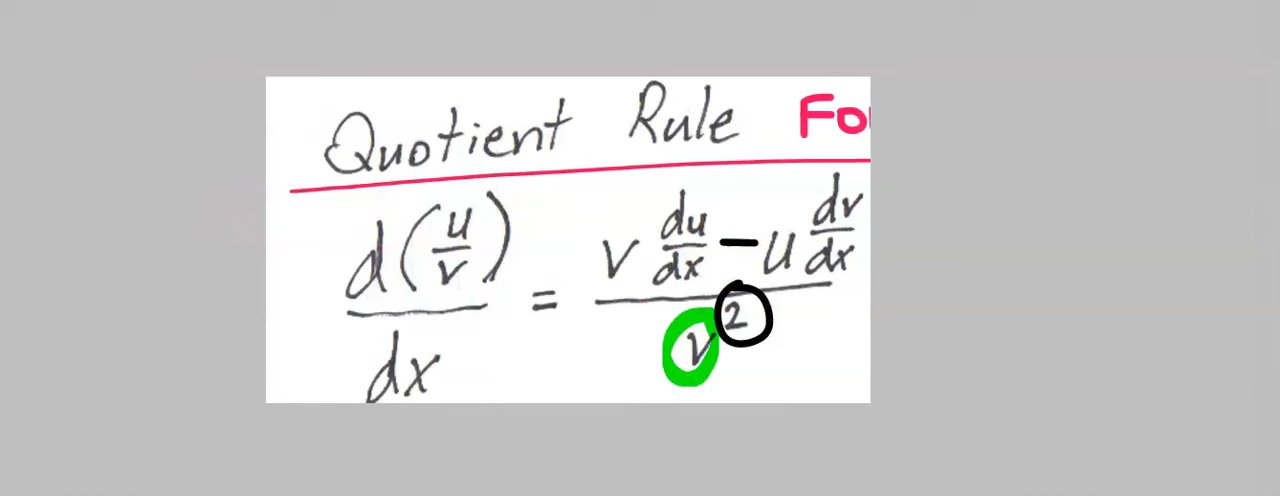 Quotient Rule Fo
d(u/v)/dx = (v du/dx - u dv/dx)/v²